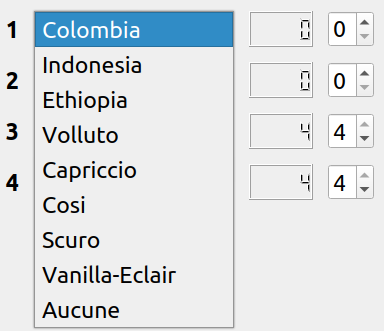 1 Colombia 0 0
Indonesia
2 0 0
Ethiopia
3 Volluto 4 4
Capriccio
4 4 4
Cosi
Scuro
Vanilla-Eclair
Aucune